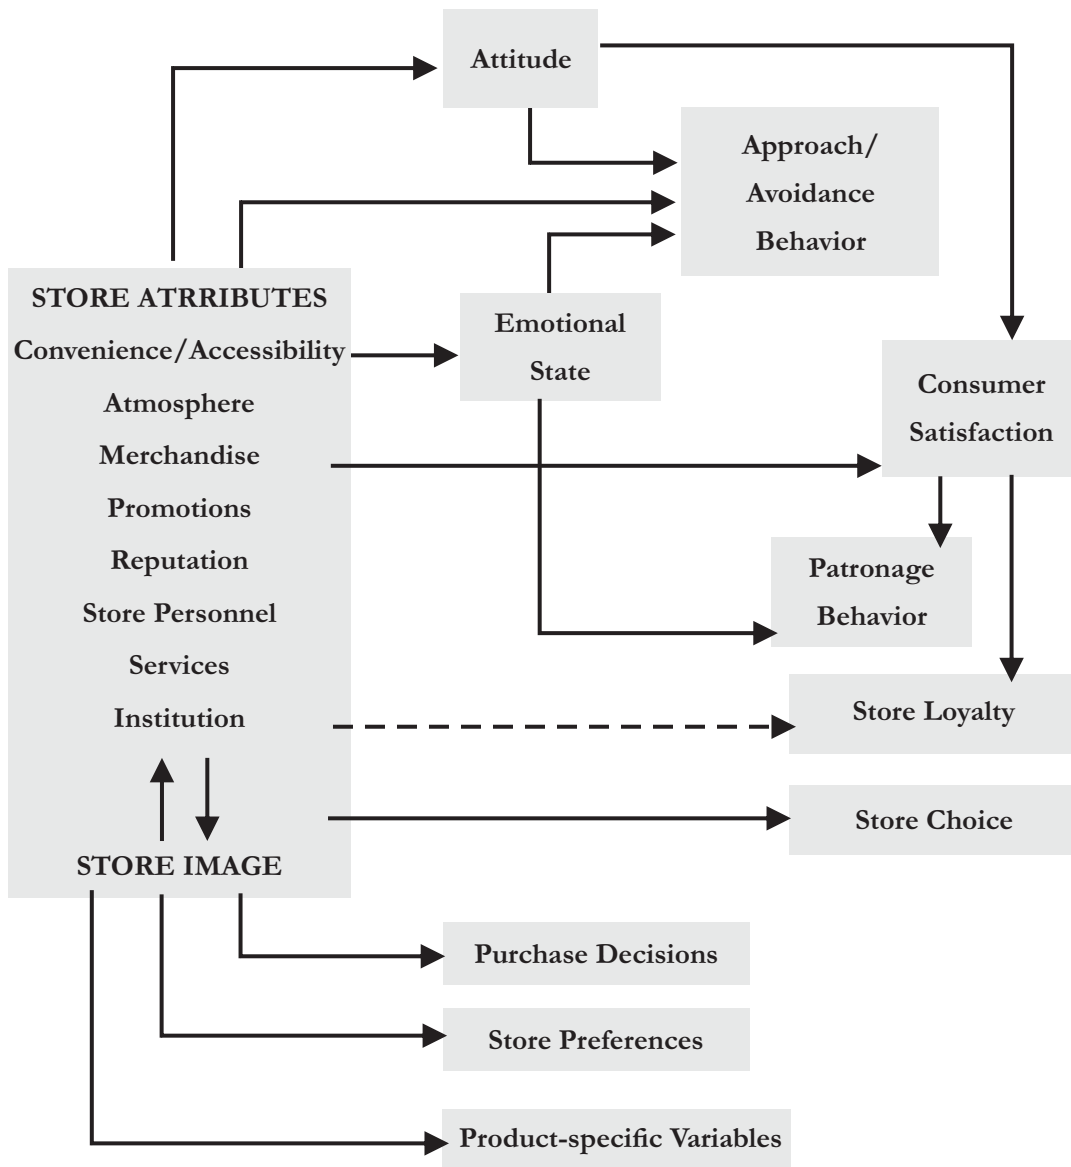 Attitude
Approach/
Avoidance
Behavior
STORE ATRRIBUTES
Convenience/Accessibility
Atmosphere
Merchandise
Promotions
Reputation
Store Personnel
Services
Institution
STORE IMAGE
Emotional
State
Consumer
Satisfaction
Patronage
Behavior
Store Loyalty
Store Choice
Purchase Decisions
Store Preferences
Product-specific Variables